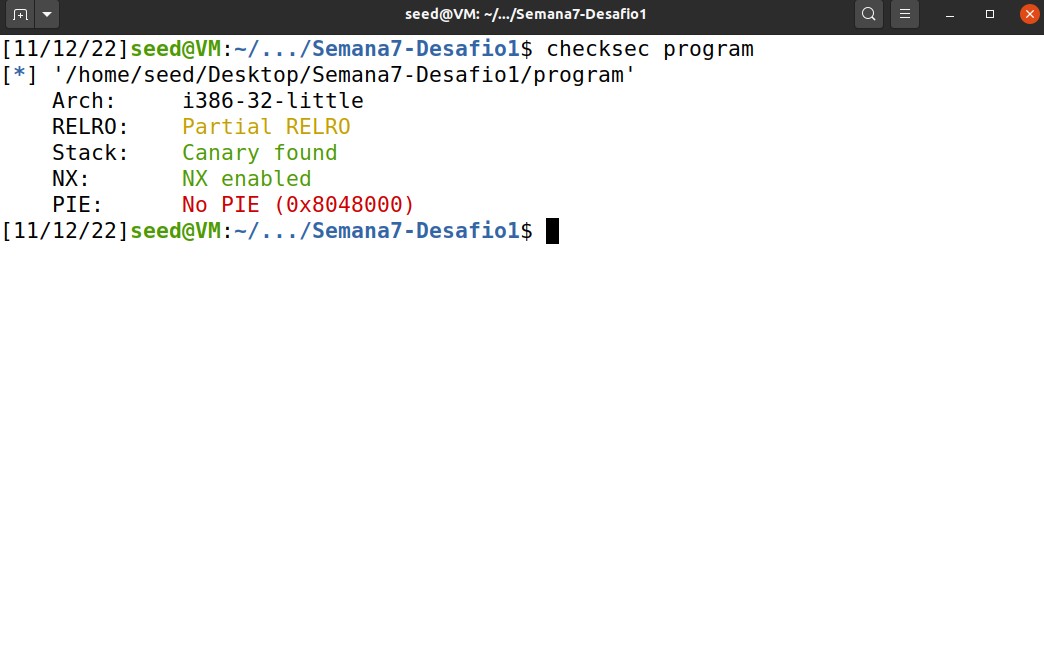 seed@VM: ~/.../Semana7-Desafio1
[11/12/22]seed@VM:~/.../Semana7-Desafio1$ checksec program
[*] '/home/seed/Desktop/Semana7-Desafio1/program'
    Arch:     i386-32-little
    RELRO:    Partial RELRO
    Stack:    Canary found
    NX:       NX enabled
    PIE:      No PIE (0x8048000)
[11/12/22]seed@VM:~/.../Semana7-Desafio1$